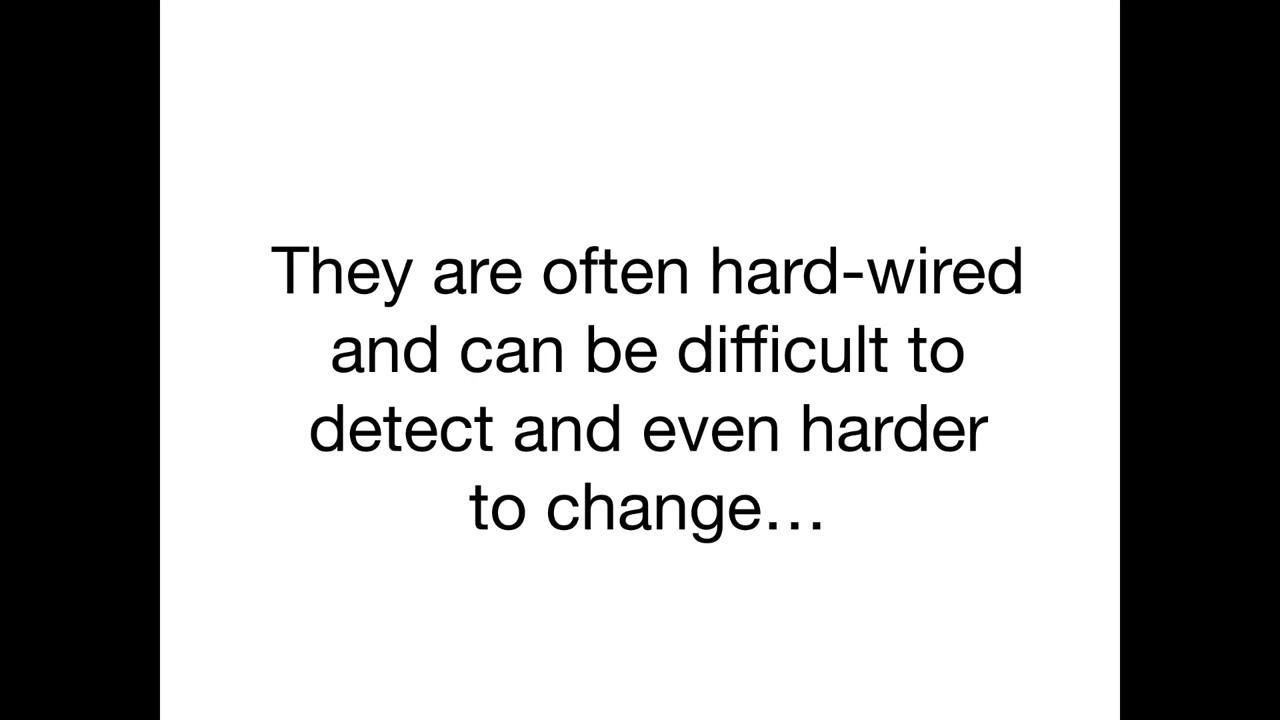 They are often hard-wired
and can be difficult to
detect and even harder
to change…